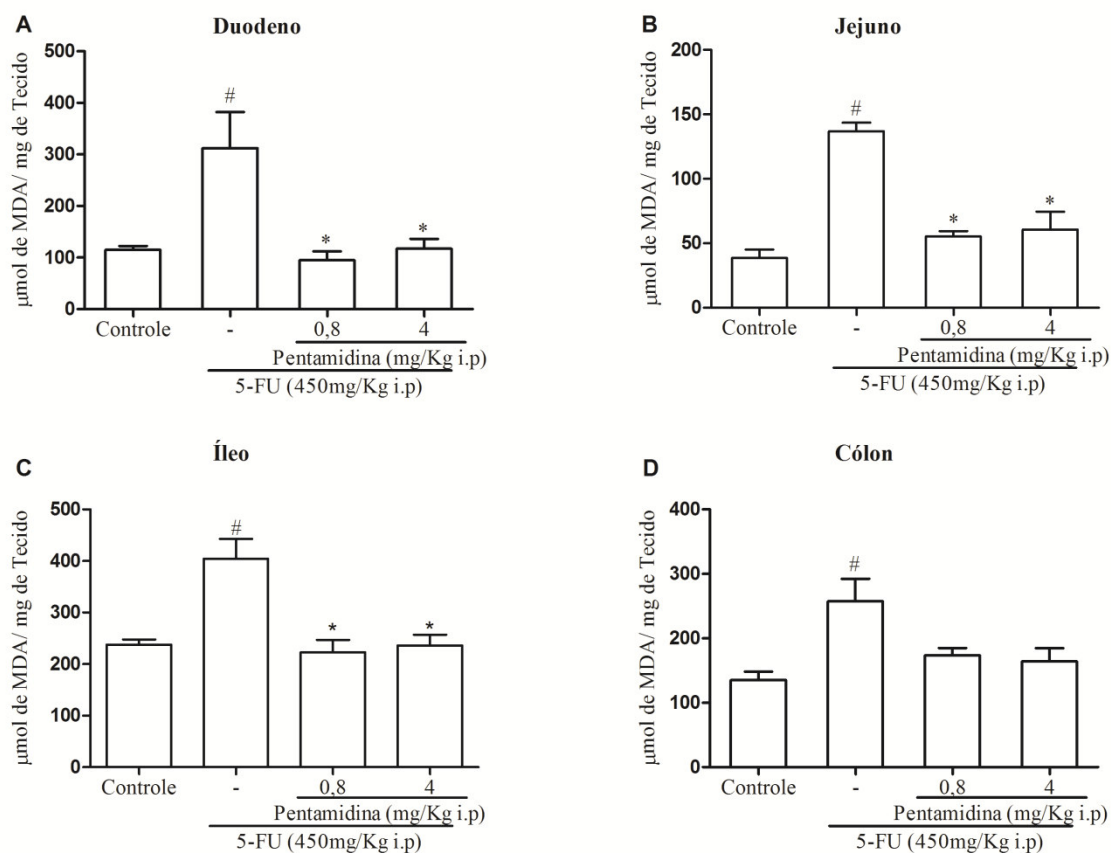 A
Duodeno
μmol de MDA/ mg de Tecido
500
400
300
200
100
0
#
*
*
Controle
-
0,8
4
Pentamidina (mg/Kg i.p)
5-FU (450mg/Kg i.p)
B
Jejuno
μmol de MDA/ mg de Tecido
200
150
100
50
0
#
*
*
Controle
-
0,8
4
Pentamidina (mg/Kg i.p)
5-FU (450mg/Kg i.p)
C
Íleo
μmol de MDA/ mg de Tecido
500
400
300
200
100
0
#
*
*
Controle
-
0,8
4
Pentamidina (mg/Kg i.p)
5-FU (450mg/Kg i.p)
D
Cólon
μmol de MDA/ mg de Tecido
400
300
200
100
0
#
Controle
-
0,8
4
Pentamidina (mg/Kg i.p)
5-FU (450mg/Kg i.p)